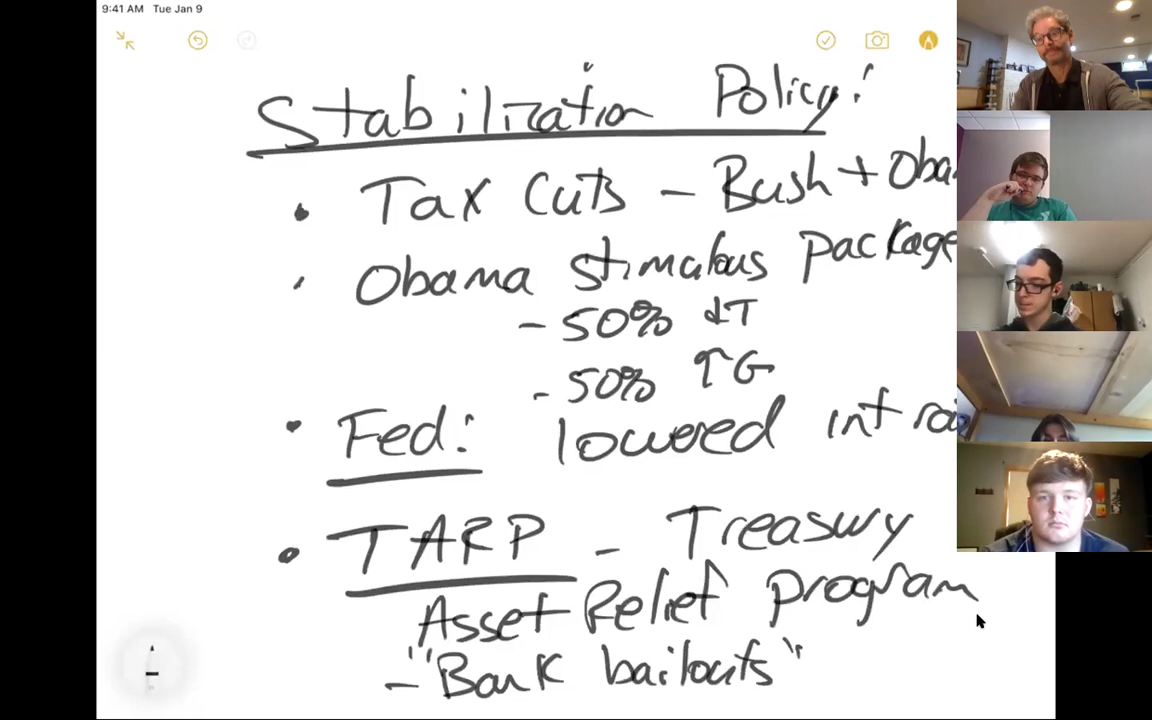 9:41 AM Tue Jan 9
Stabilization Policy:
• Tax Cuts – Bush + Oba
• Obama stimulus package
- 50% ↓T
- 50% ↑G
• Fed: lowered int ra
• TARP – Treasury
Asset Relief Program
- "Bank bailouts"